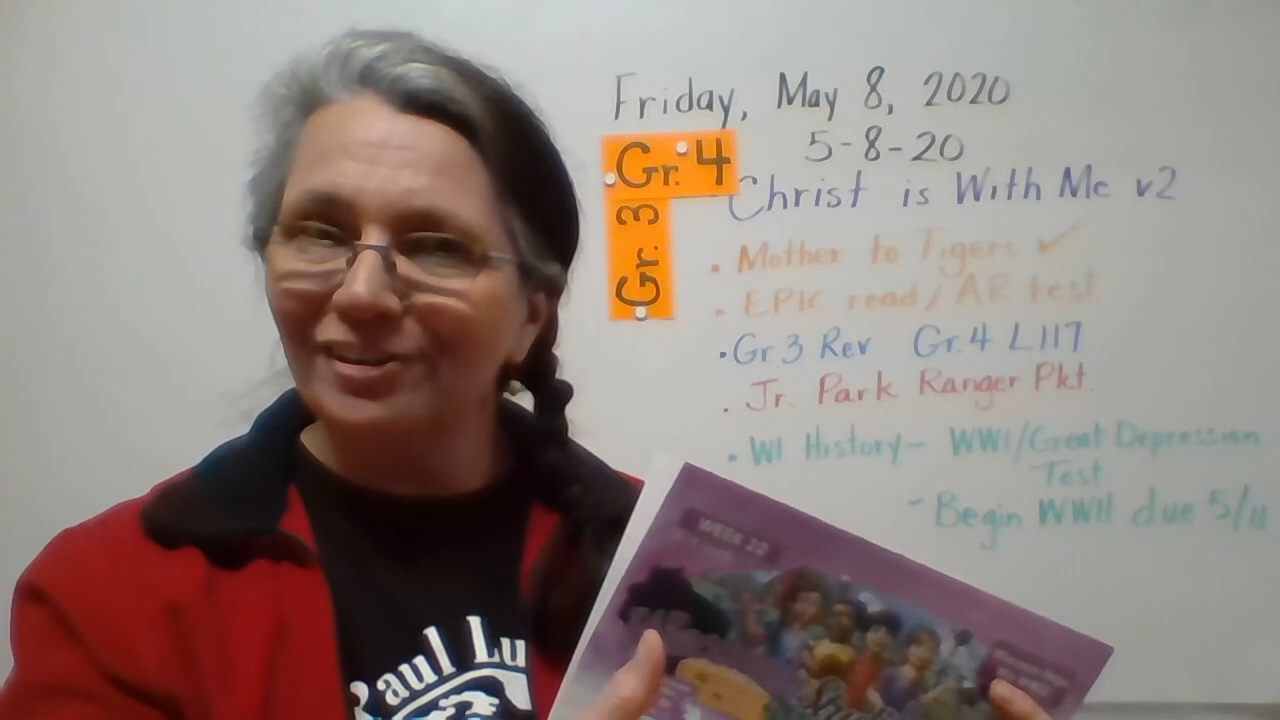 Friday, May 8, 2020
5-8-20
Gr. 4
Gr. 3
Christ is With Me v2
• Mother to Tigers ✓
• EPIC read/AR test
• Gr. 3 Rev Gr. 4 L117
• Jr. Park Ranger Pkt.
• WI History- WWI/Great Depression
Test
- Begin WWII due 5/11
Paul Lu
WEEK 22